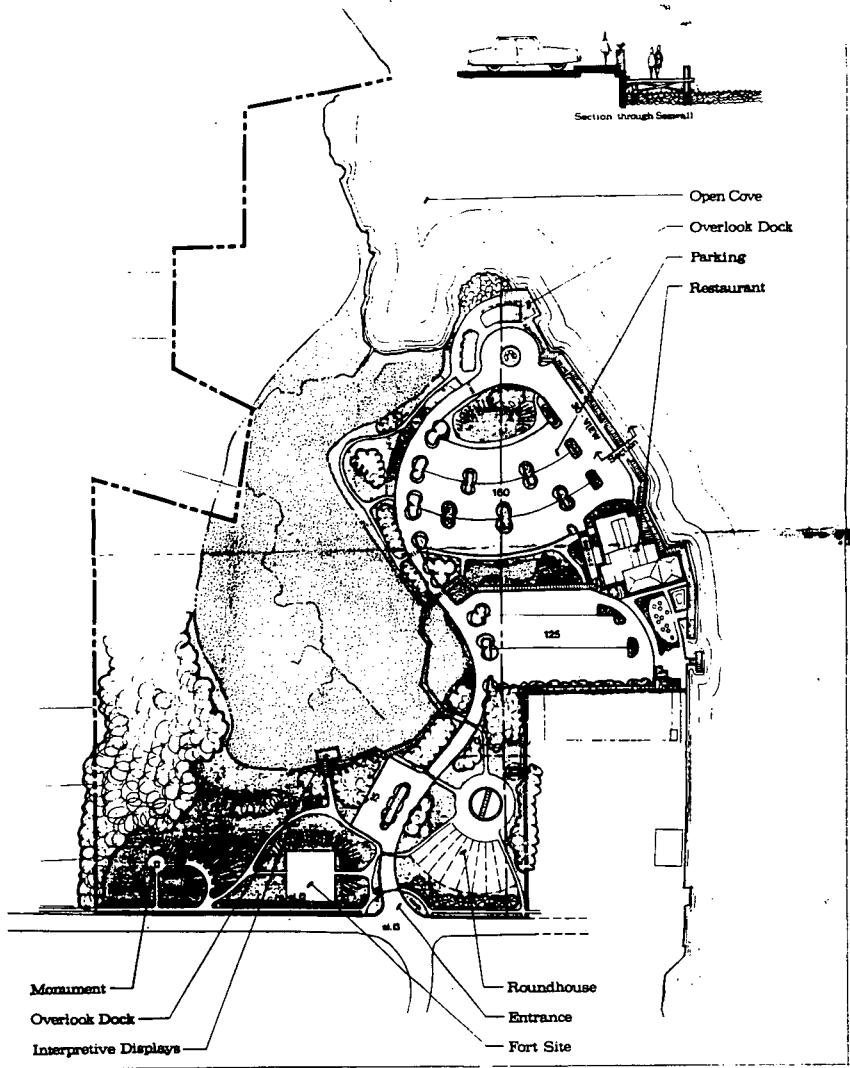 Section through Seawall
Open Cove
Overlook Dock
Parking
Restaurant
160
125
Monument
Overlook Dock
Interpretive Displays
Roundhouse
Entrance
Fort Site